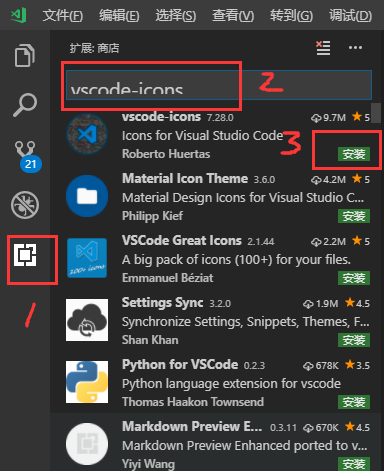 文件(F) 编辑(E) 选择(S) 查看(V) 转到(G) 调试(D)
扩展: 商店
vscode-icons
2
vscode-icons 7.28.0 9.7M 5
Icons for Visual Studio Code
3
Roberto Huertas 安装
Material Icon Theme 3.6.0 4.2M 5
Material Design Icons for Visual Studio C...
Philipp Kief 安装
21
VSCode Great Icons 2.1.44 2.2M 5
A big pack of icons (100+) for your files.
100+ icons
Emmanuel Béziat 安装
1
Settings Sync 3.2.0 1.9M 4.5
Synchronize Settings, Snippets, Themes, F...
Shan Khan 安装
Python for VSCode 0.2.3 678K 3.5
Python language extension for vscode
Thomas Haakon Townsend 安装
Markdown Preview E... 0.3.11 670K 4.5
Markdown Preview Enhanced ported to v...
Yiyi Wang 安装